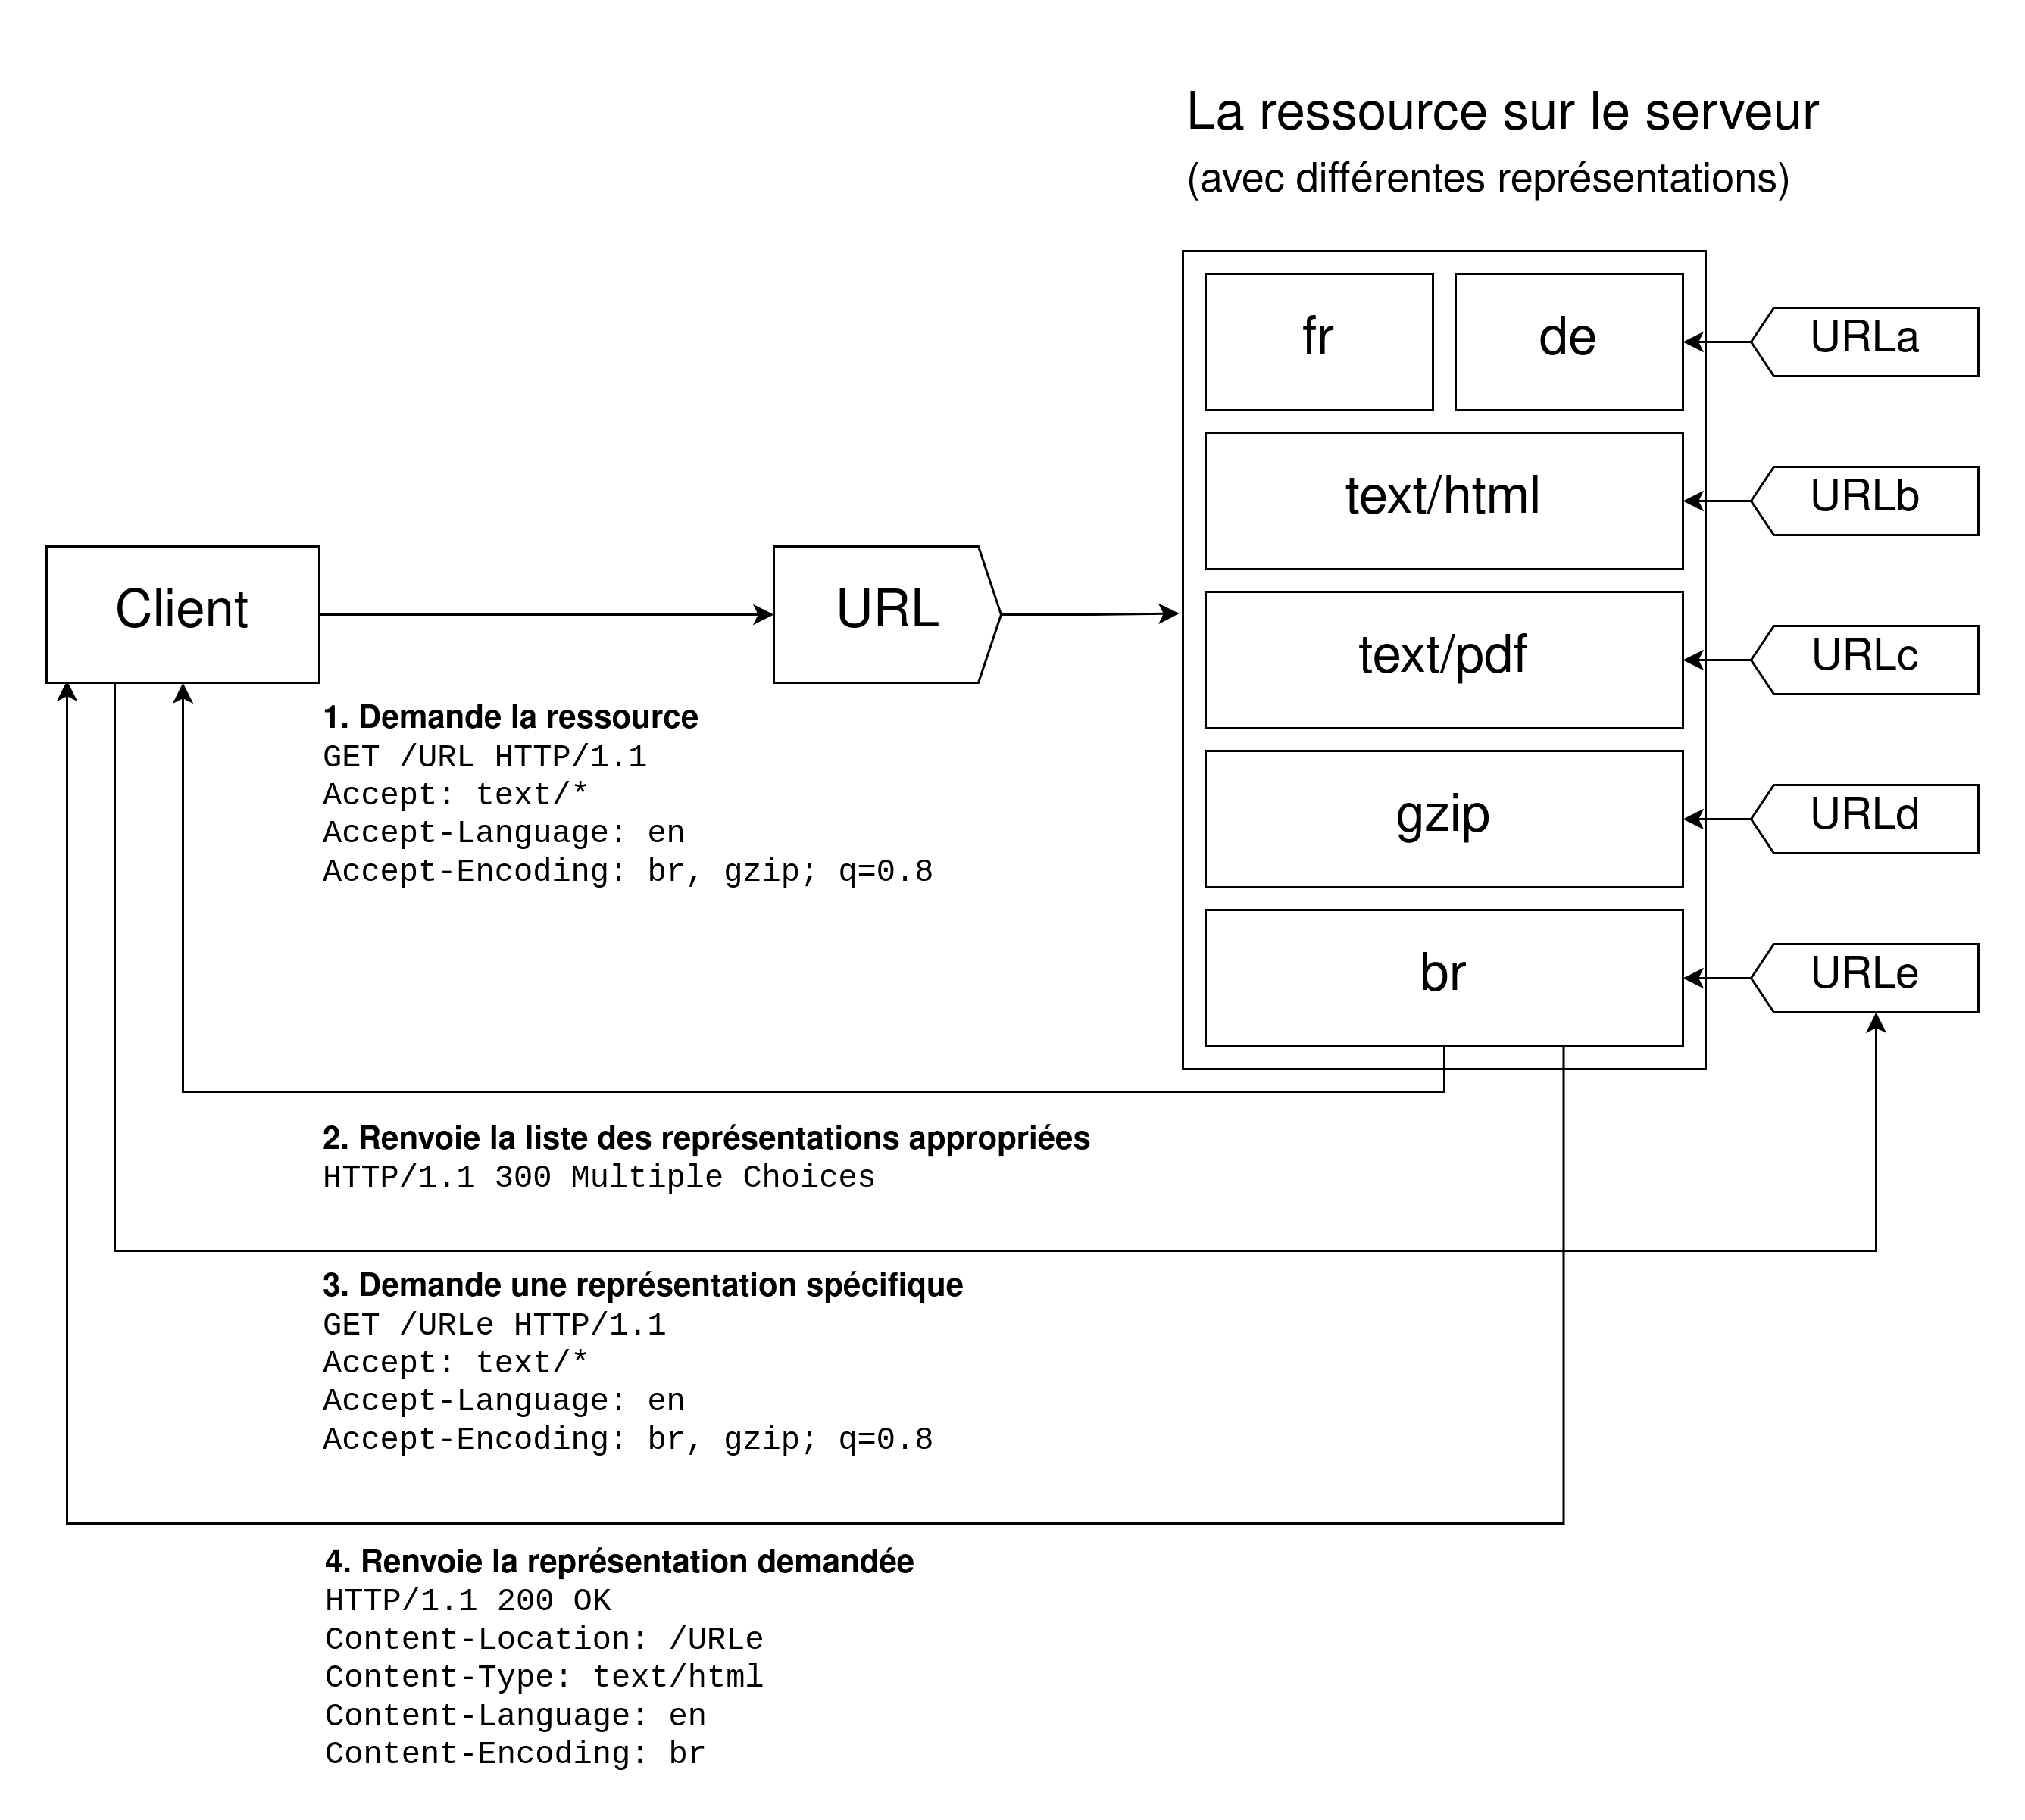 La ressource sur le serveur
(avec différentes représentations)
fr
de
URLa
text/html
URLb
Client
URL
text/pdf
URLc
1. Demande la ressource
GET /URL HTTP/1.1
Accept: text/*
Accept-Language: en
Accept-Encoding: br, gzip; q=0.8
gzip
URLd
br
URLe
2. Renvoie la liste des représentations appropriées
HTTP/1.1 300 Multiple Choices
3. Demande une représentation spécifique
GET /URLe HTTP/1.1
Accept: text/*
Accept-Language: en
Accept-Encoding: br, gzip; q=0.8
4. Renvoie la représentation demandée
HTTP/1.1 200 OK
Content-Location: /URLe
Content-Type: text/html
Content-Language: en
Content-Encoding: br